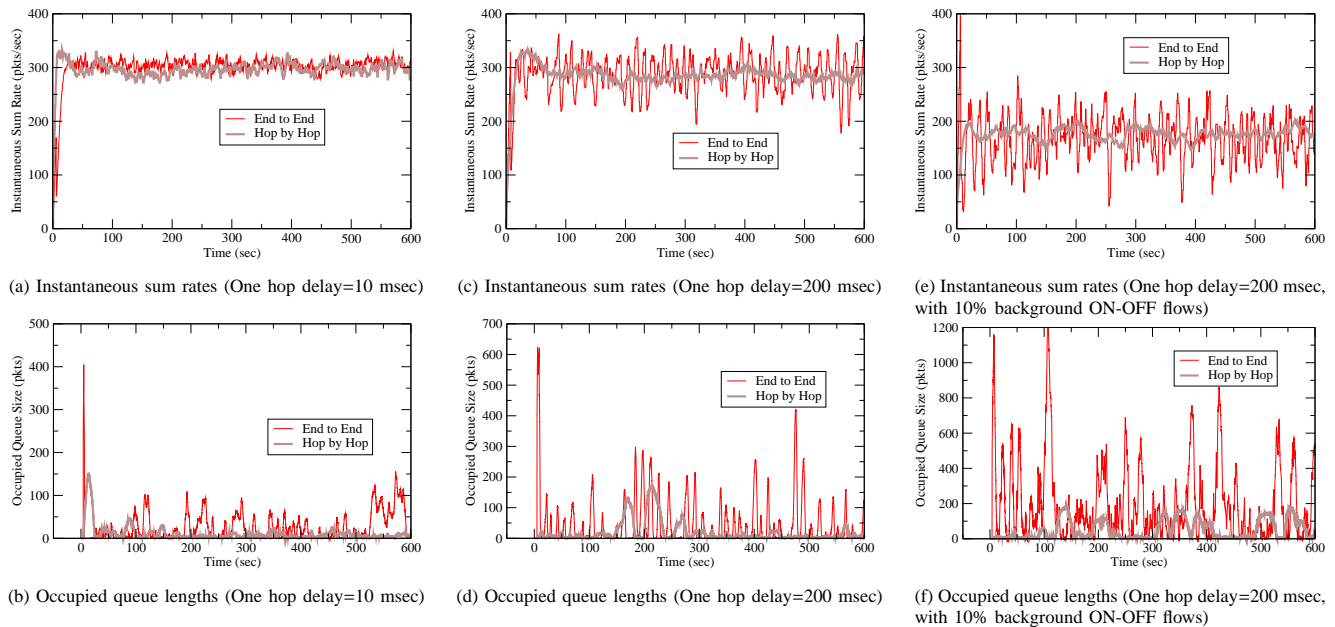 400
300
200
100
0
Instantaneous Sum Rate (pkts/sec)
End to End
Hop by Hop
0 100 200 300 400 500 600
Time (sec)
(a) Instantaneous sum rates (One hop delay=10 msec)
400
300
200
100
0
Instantaneous Sum Rate (pkts/sec)
End to End
Hop by Hop
0 100 200 300 400 500 600
Time (sec)
(c) Instantaneous sum rates (One hop delay=200 msec)
400
300
200
100
0
Instantaneous Sum Rate (pkts/sec)
End to End
Hop by Hop
0 100 200 300 400 500 600
Time (sec)
(e) Instantaneous sum rates (One hop delay=200 msec,
with 10% background ON-OFF flows)
500
400
300
200
100
0
Occupied Queue Size (pkts)
End to End
Hop by Hop
0 100 200 300 400 500 600
Time (sec)
(b) Occupied queue lengths (One hop delay=10 msec)
700
600
500
400
300
200
100
0
Occupied Queue Size (pkts)
End to End
Hop by Hop
0 100 200 300 400 500 600
Time (sec)
(d) Occupied queue lengths (One hop delay=200 msec)
1200
1000
800
600
400
200
0
Occupied Queue Size (pkts)
End to End
Hop by Hop
0 100 200 300 400 500 600
Time (sec)
(f) Occupied queue lengths (One hop delay=200 msec,
with 10% background ON-OFF flows)